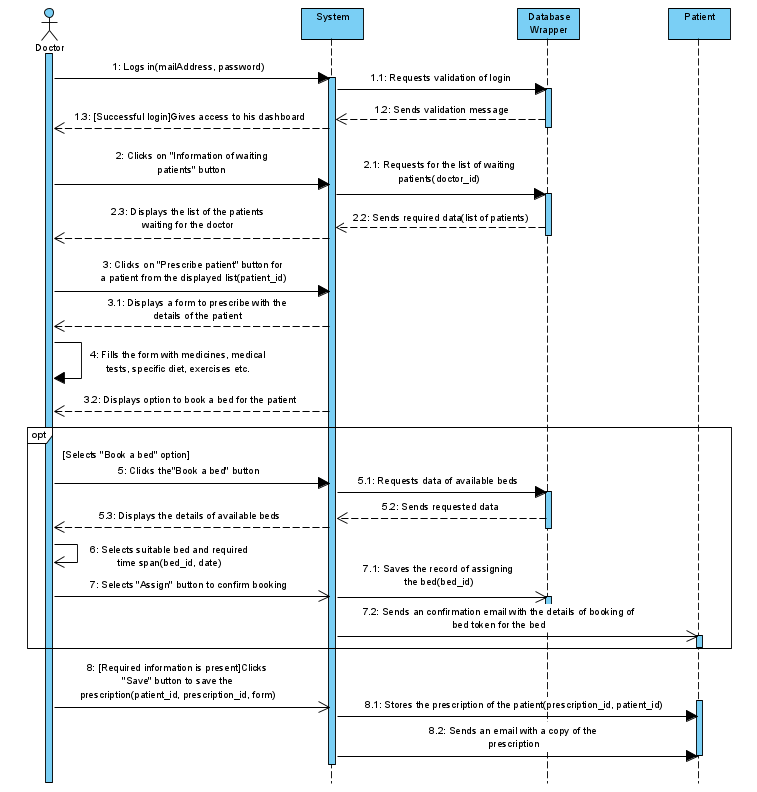 Doctor
System
Database
Wrapper
Patient
1: Logs in(mailAddress, password)
1.1: Requests validation of login
1.2: Sends validation message
1.3: [Successful login]Gives access to his dashboard
2: Clicks on "Information of waiting
patients" button
2.1: Requests for the list of waiting
patients(doctor_id)
2.2: Sends required data(list of patients)
2.3: Displays the list of the patients
waiting for the doctor
3: Clicks on "Prescribe patient" button for
a patient from the displayed list(patient_id)
3.1: Displays a form to prescribe with the
details of the patient
4: Fills the form with medicines, medical
tests, specific diet, exercises etc.
3.2: Displays option to book a bed for the patient
opt
[Selects "Book a bed" option]
5: Clicks the"Book a bed" button
5.1: Requests data of available beds
5.2: Sends requested data
5.3: Displays the details of available beds
6: Selects suitable bed and required
time span(bed_id, date)
7: Selects "Assign" button to confirm booking
7.1: Saves the record of assigning
the bed(bed_id)
7.2: Sends an confirmation email with the details of booking of
bed token for the bed
8: [Required information is present]Clicks
"Save" button to save the
prescription(patient_id, prescription_id, form)
8.1: Stores the prescription of the patient(prescription_id, patient_id)
8.2: Sends an email with a copy of the
prescription